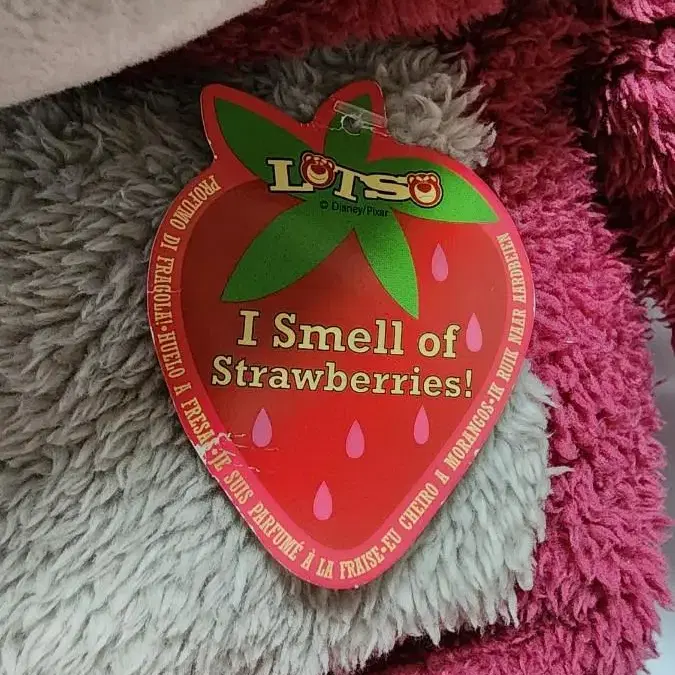 LOTSO
© Disney/Pixar
I Smell of
Strawberries!
PROFUMO DI FRAGOLA!•HUELO A FRESAS•JE SUIS PARFUMÉ À LA FRAISE•EU CHEIRO A MORANGOS•IK RUIK NAAR AARDBEIEN